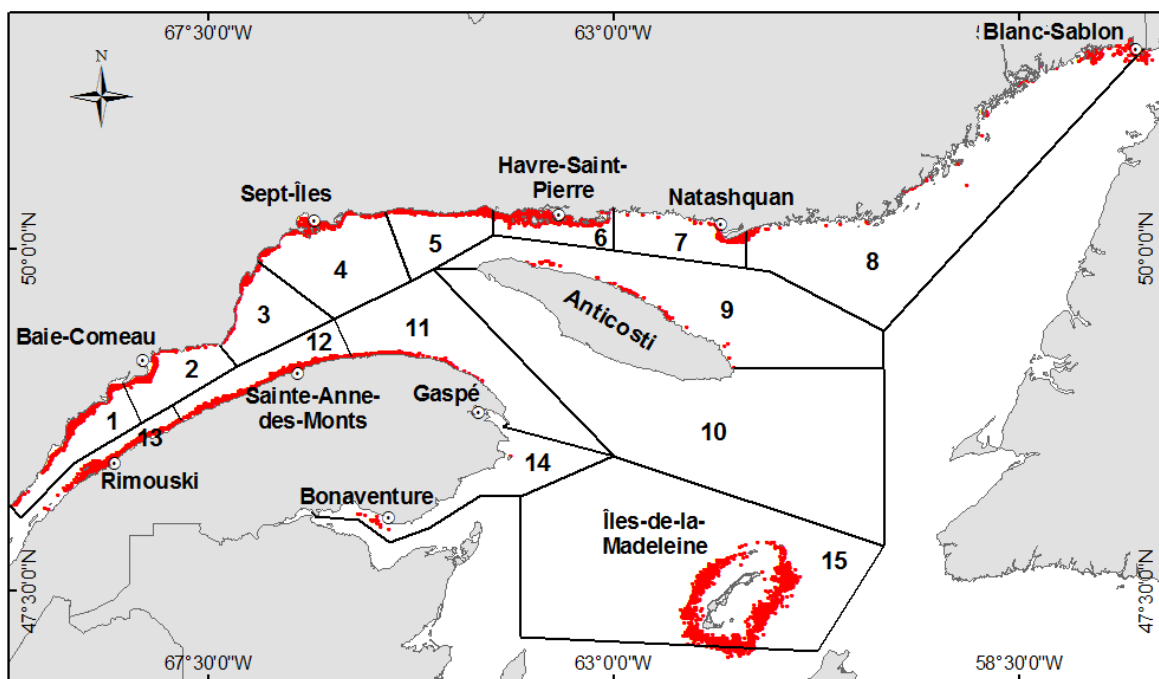 67°30'0"W
63°0'0"W
5
Blanc-Sablon
N
Havre-Saint-
Pierre
Sept-Îles
Natashquan
50°0'0"N
50°0'0"N
5
6
7
4
8
3
9
Anticosti
Baie-Comeau
11
12
2
Sainte-Anne-
des-Monts
Gaspé
1
13
10
Rimouski
14
Bonaventure
Îles-de-la-
Madeleine
15
47°30'0"N
47°30'0"N
67°30'0"W
63°0'0"W
58°30'0"W